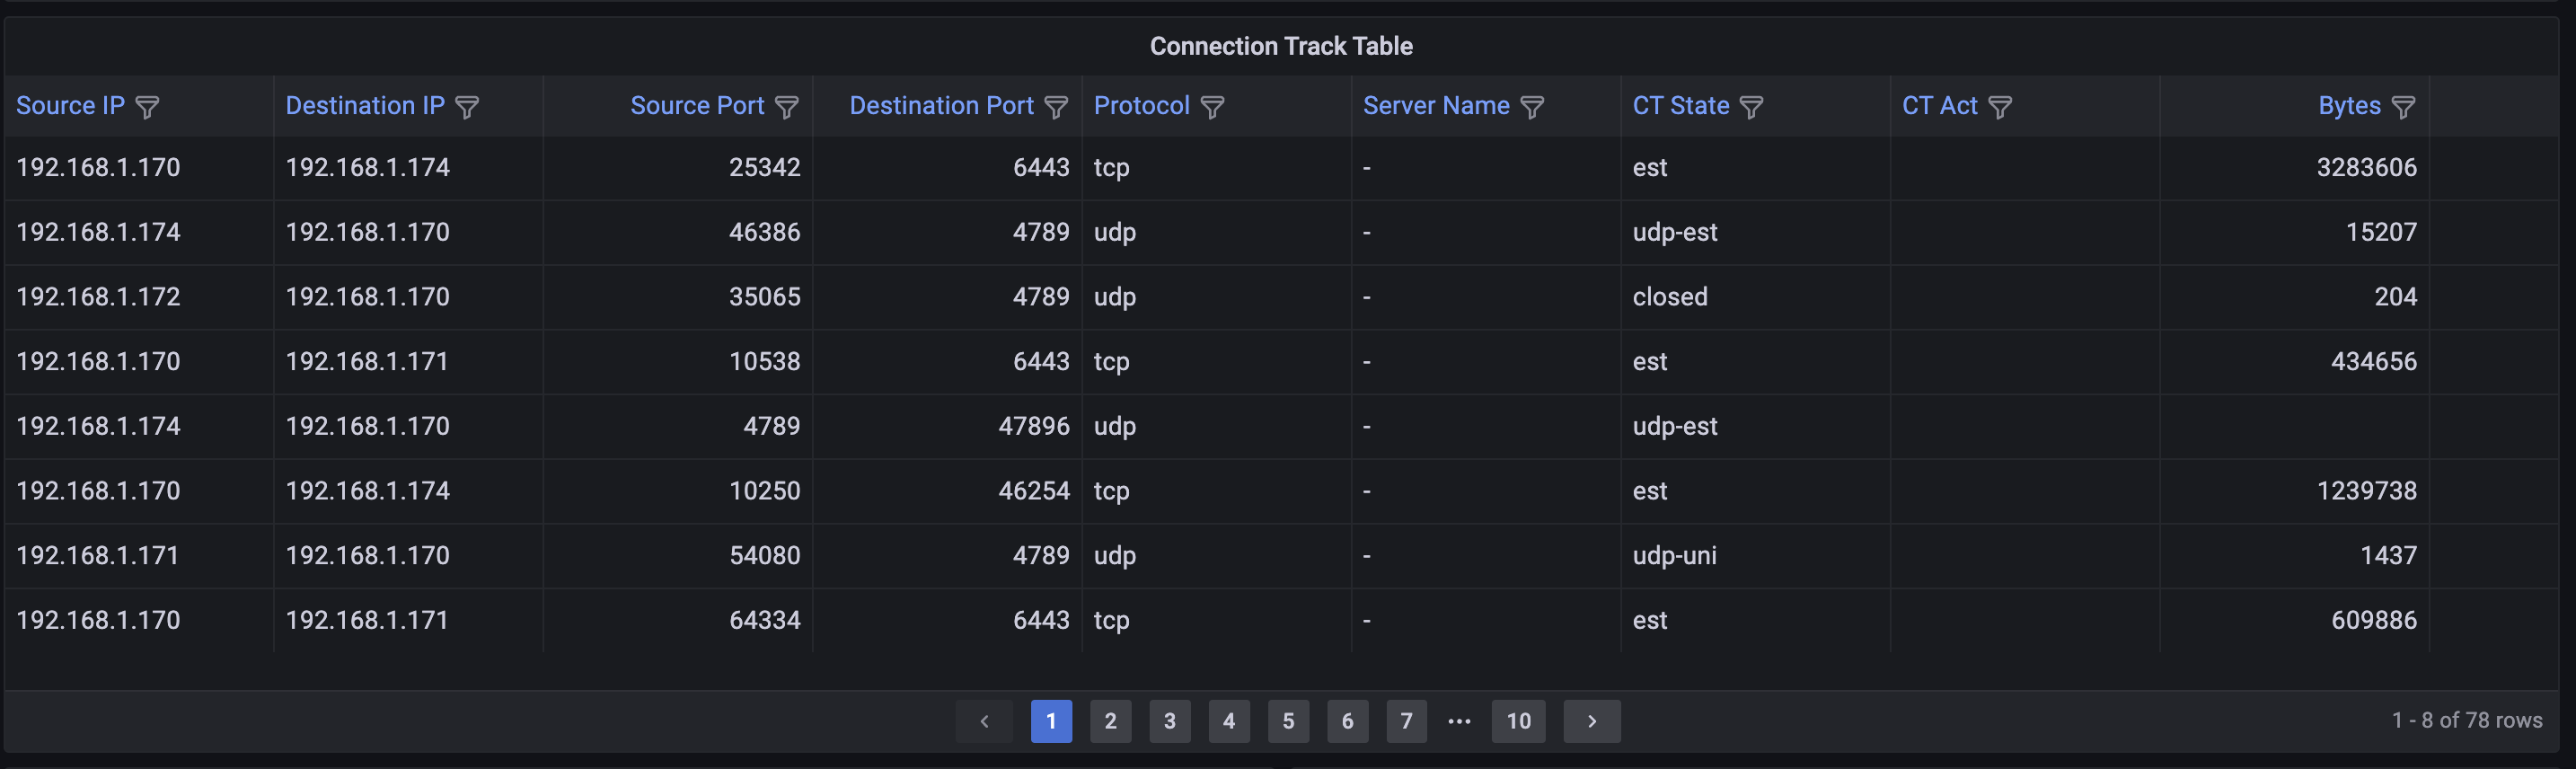 Connection Track Table
Source IP Destination IP Source Port Destination Port Protocol Server Name CT State CT Act Bytes
192.168.1.170 192.168.1.174 25342 6443 tcp - est 3283606
192.168.1.174 192.168.1.170 46386 4789 udp - udp-est 15207
192.168.1.172 192.168.1.170 35065 4789 udp - closed 204
192.168.1.170 192.168.1.171 10538 6443 tcp - est 434656
192.168.1.174 192.168.1.170 4789 47896 udp - udp-est
192.168.1.170 192.168.1.174 10250 46254 tcp - est 1239738
192.168.1.171 192.168.1.170 54080 4789 udp - udp-uni 1437
192.168.1.170 192.168.1.171 64334 6443 tcp - est 609886
‹ 1 2 3 4 5 6 7 ··· 10 › 1 - 8 of 78 rows